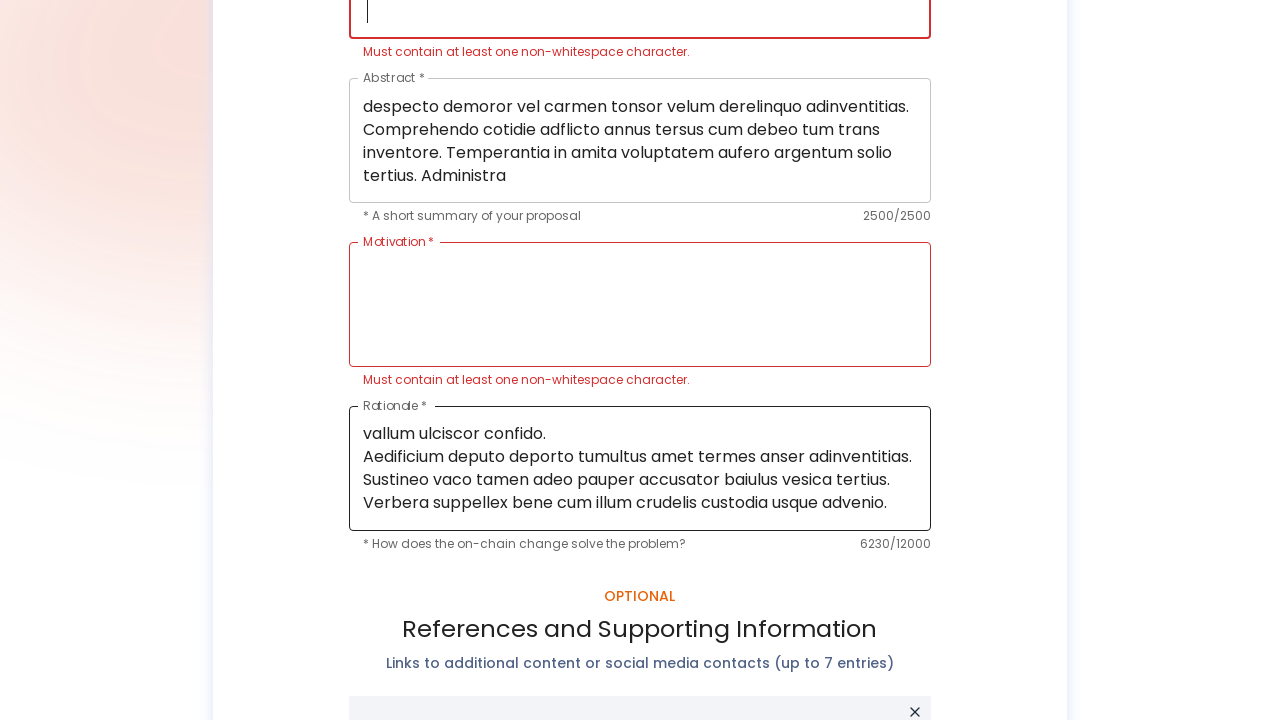 Must contain at least one non-whitespace character.
Abstract *
despecto demoror vel carmen tonsor velum derelinquo adinventitias.
Comprehendo cotidie adflicto annus tersus cum debeo tum trans
inventore. Temperantia in amita voluptatem aufero argentum solio
tertius. Administra
* A short summary of your proposal 2500/2500
Motivation *
Must contain at least one non-whitespace character.
Rationale *
vallum ulciscor confido.
Aedificium deputo deporto tumultus amet termes anser adinventitias.
Sustineo vaco tamen adeo pauper accusator baiulus vesica tertius.
Verbera suppellex bene cum illum crudelis custodia usque advenio.
* How does the on-chain change solve the problem? 6230/12000
OPTIONAL
References and Supporting Information
Links to additional content or social media contacts (up to 7 entries)